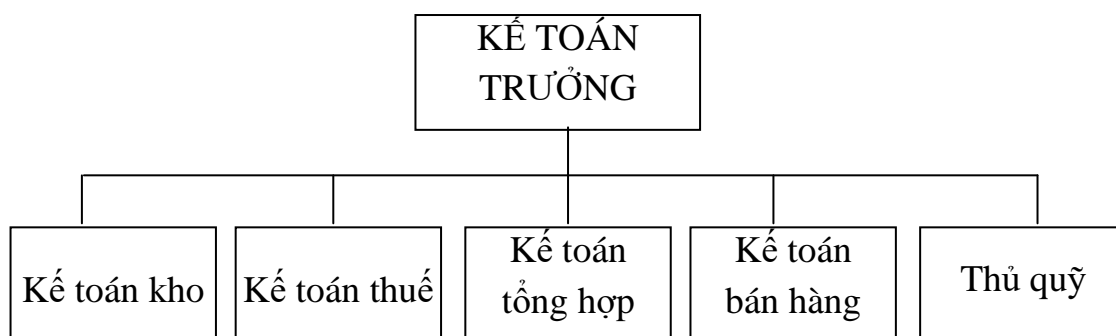 KẾ TOÁN
TRƯỞNG
Kế toán kho
Kế toán thuế
Kế toán
tổng hợp
Kế toán
bán hàng
Thủ quỹ